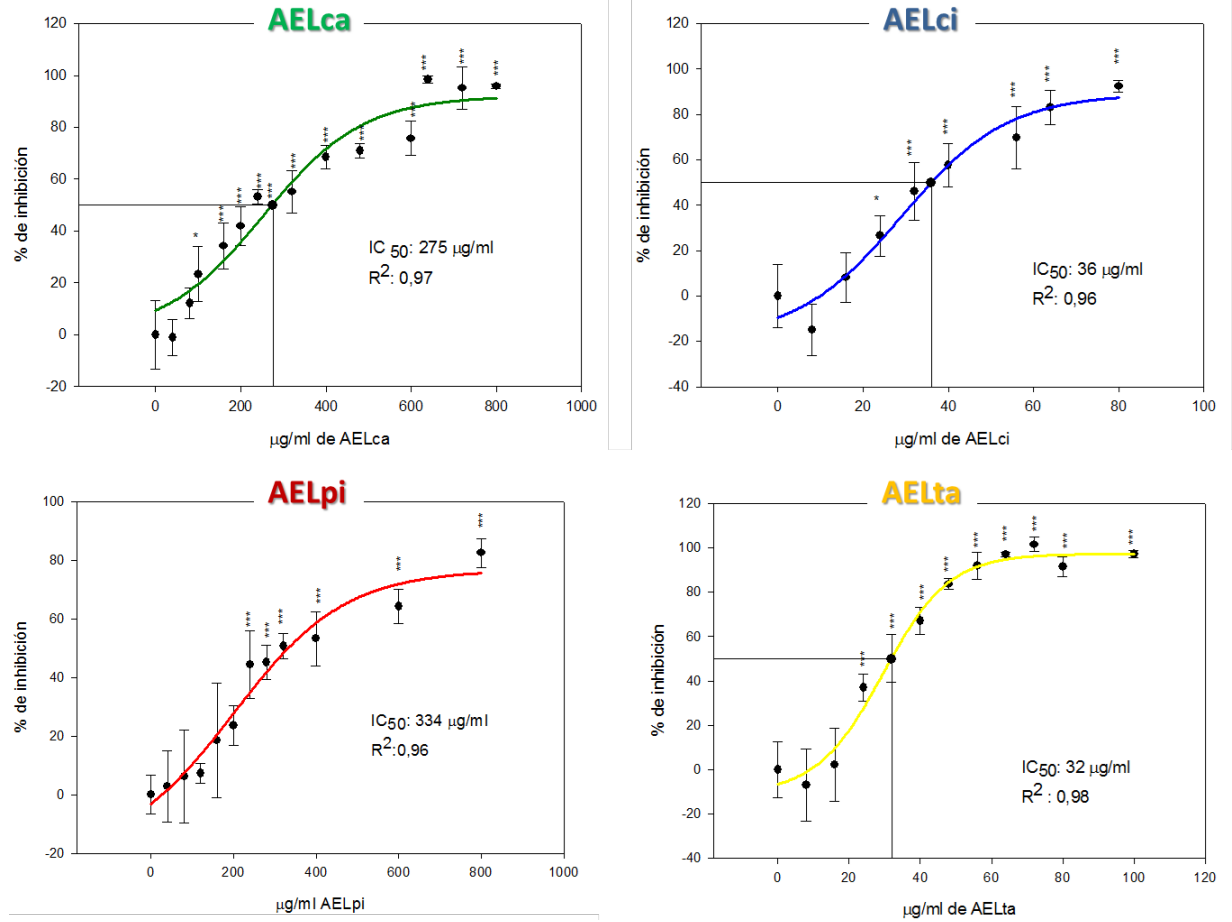 AELca
120
100
80
60
40
20
0
-20
% de inhibición
*
***
***
***
***
***
***
***
***
***
***
***
IC 50: 275 µg/ml
R2: 0,97
0 200 400 600 800 1000
µg/ml de AELca
AELci
120
100
80
60
40
20
0
-20
-40
% de inhibición
*
***
***
***
***
***
IC50: 36 µg/ml
R2: 0,96
0 20 40 60 80 100
µg/ml de AELci
AELpi
100
80
60
40
20
0
-20
% de inhibición
***
***
***
***
***
***
IC50: 334 µg/ml
R2:0,96
0 200 400 600 800 1000
µg/ml AELpi
AELta
120
100
80
60
40
20
0
-20
-40
% de inhibición
***
***
***
***
***
***
***
***
***
IC50: 32 µg/ml
R2 : 0,98
0 20 40 60 80 100 120
µg/ml de AELta